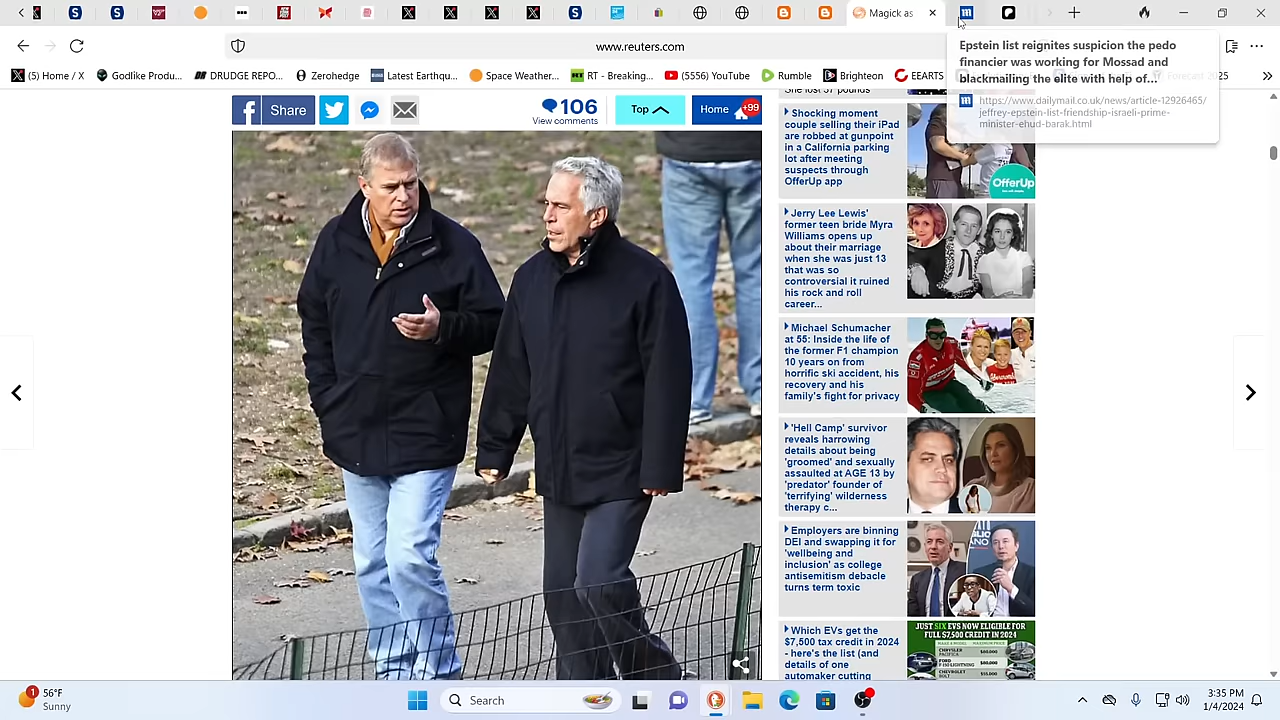 Magick as
www.reuters.com
(5) Home / X
Godlike Produ...
DRUDGE REPO...
Zerohedge
Latest Earthqu...
Space Weather...
RT - Breaking...
(5556) YouTube
Rumble
Brighteon
EEARTS
Forecast 2025
Epstein list reignites suspicion the pedo
financier was working for Mossad and
blackmailing the elite with help of...
https://www.dailymail.co.uk/news/article-12926465/
jeffrey-epstein-list-friendship-israeli-prime-
minister-ehud-barak.html
Share
106
View comments
Top
Home
+99
She lost 57 pounds
Shocking moment
couple selling their iPad
are robbed at gunpoint
in a California parking
lot after meeting
suspects through
OfferUp app
OfferUp
Jerry Lee Lewis'
former teen bride Myra
Williams opens up
about their marriage
when she was just 13
that was so
controversial it ruined
his rock and roll
career...
Michael Schumacher
at 55: Inside the life of
the former F1 champion
10 years on from
horrific ski accident, his
recovery and his
family's fight for privacy
'Hell Camp' survivor
reveals harrowing
details about being
'groomed' and sexually
assaulted at AGE 13 by
'predator' founder of
'terrifying' wilderness
therapy c...
Employers are binning
DEI and swapping it for
'wellbeing and
inclusion' as college
antisemitism debacle
turns term toxic
Which EVs get the
$7,500 tax credit in 2024
- here's the list (and
details of one
automaker cutting
JUST SIX EVS NOW ELIGIBLE FOR
FULL $7,500 CREDIT IN 2024
1
56°F
Sunny
Search
3:35 PM
1/4/2024